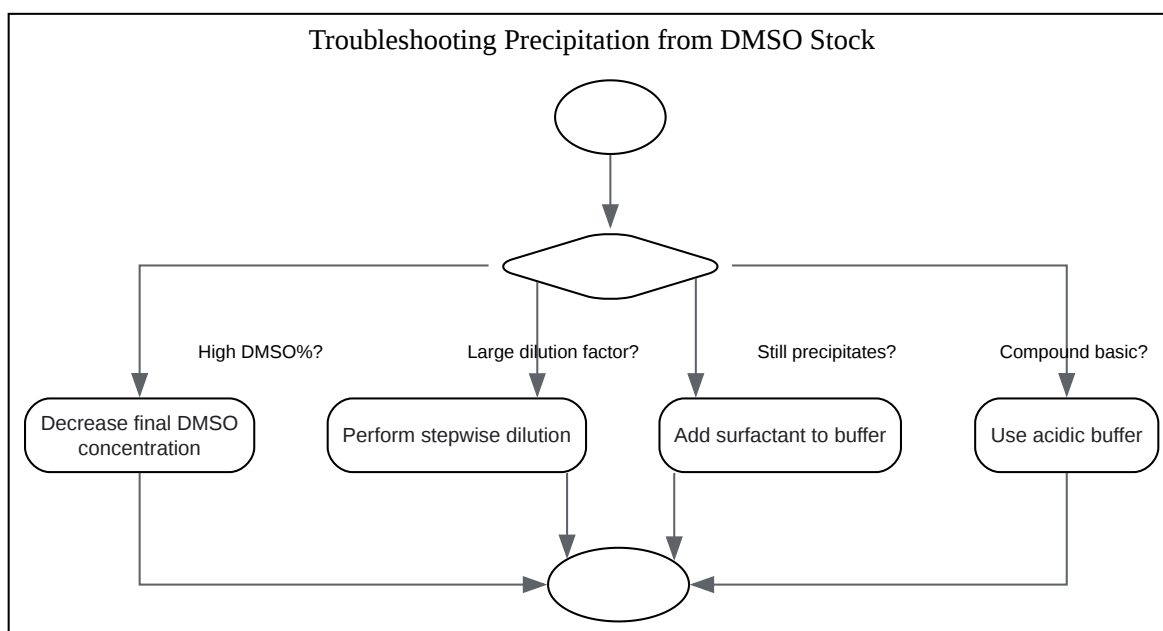 Troubleshooting Precipitation from DMSO Stock
High DMSO%?
Large dilution factor?
Still precipitates?
Compound basic?
Decrease final DMSO
concentration
Perform stepwise dilution
Add surfactant to buffer
Use acidic buffer